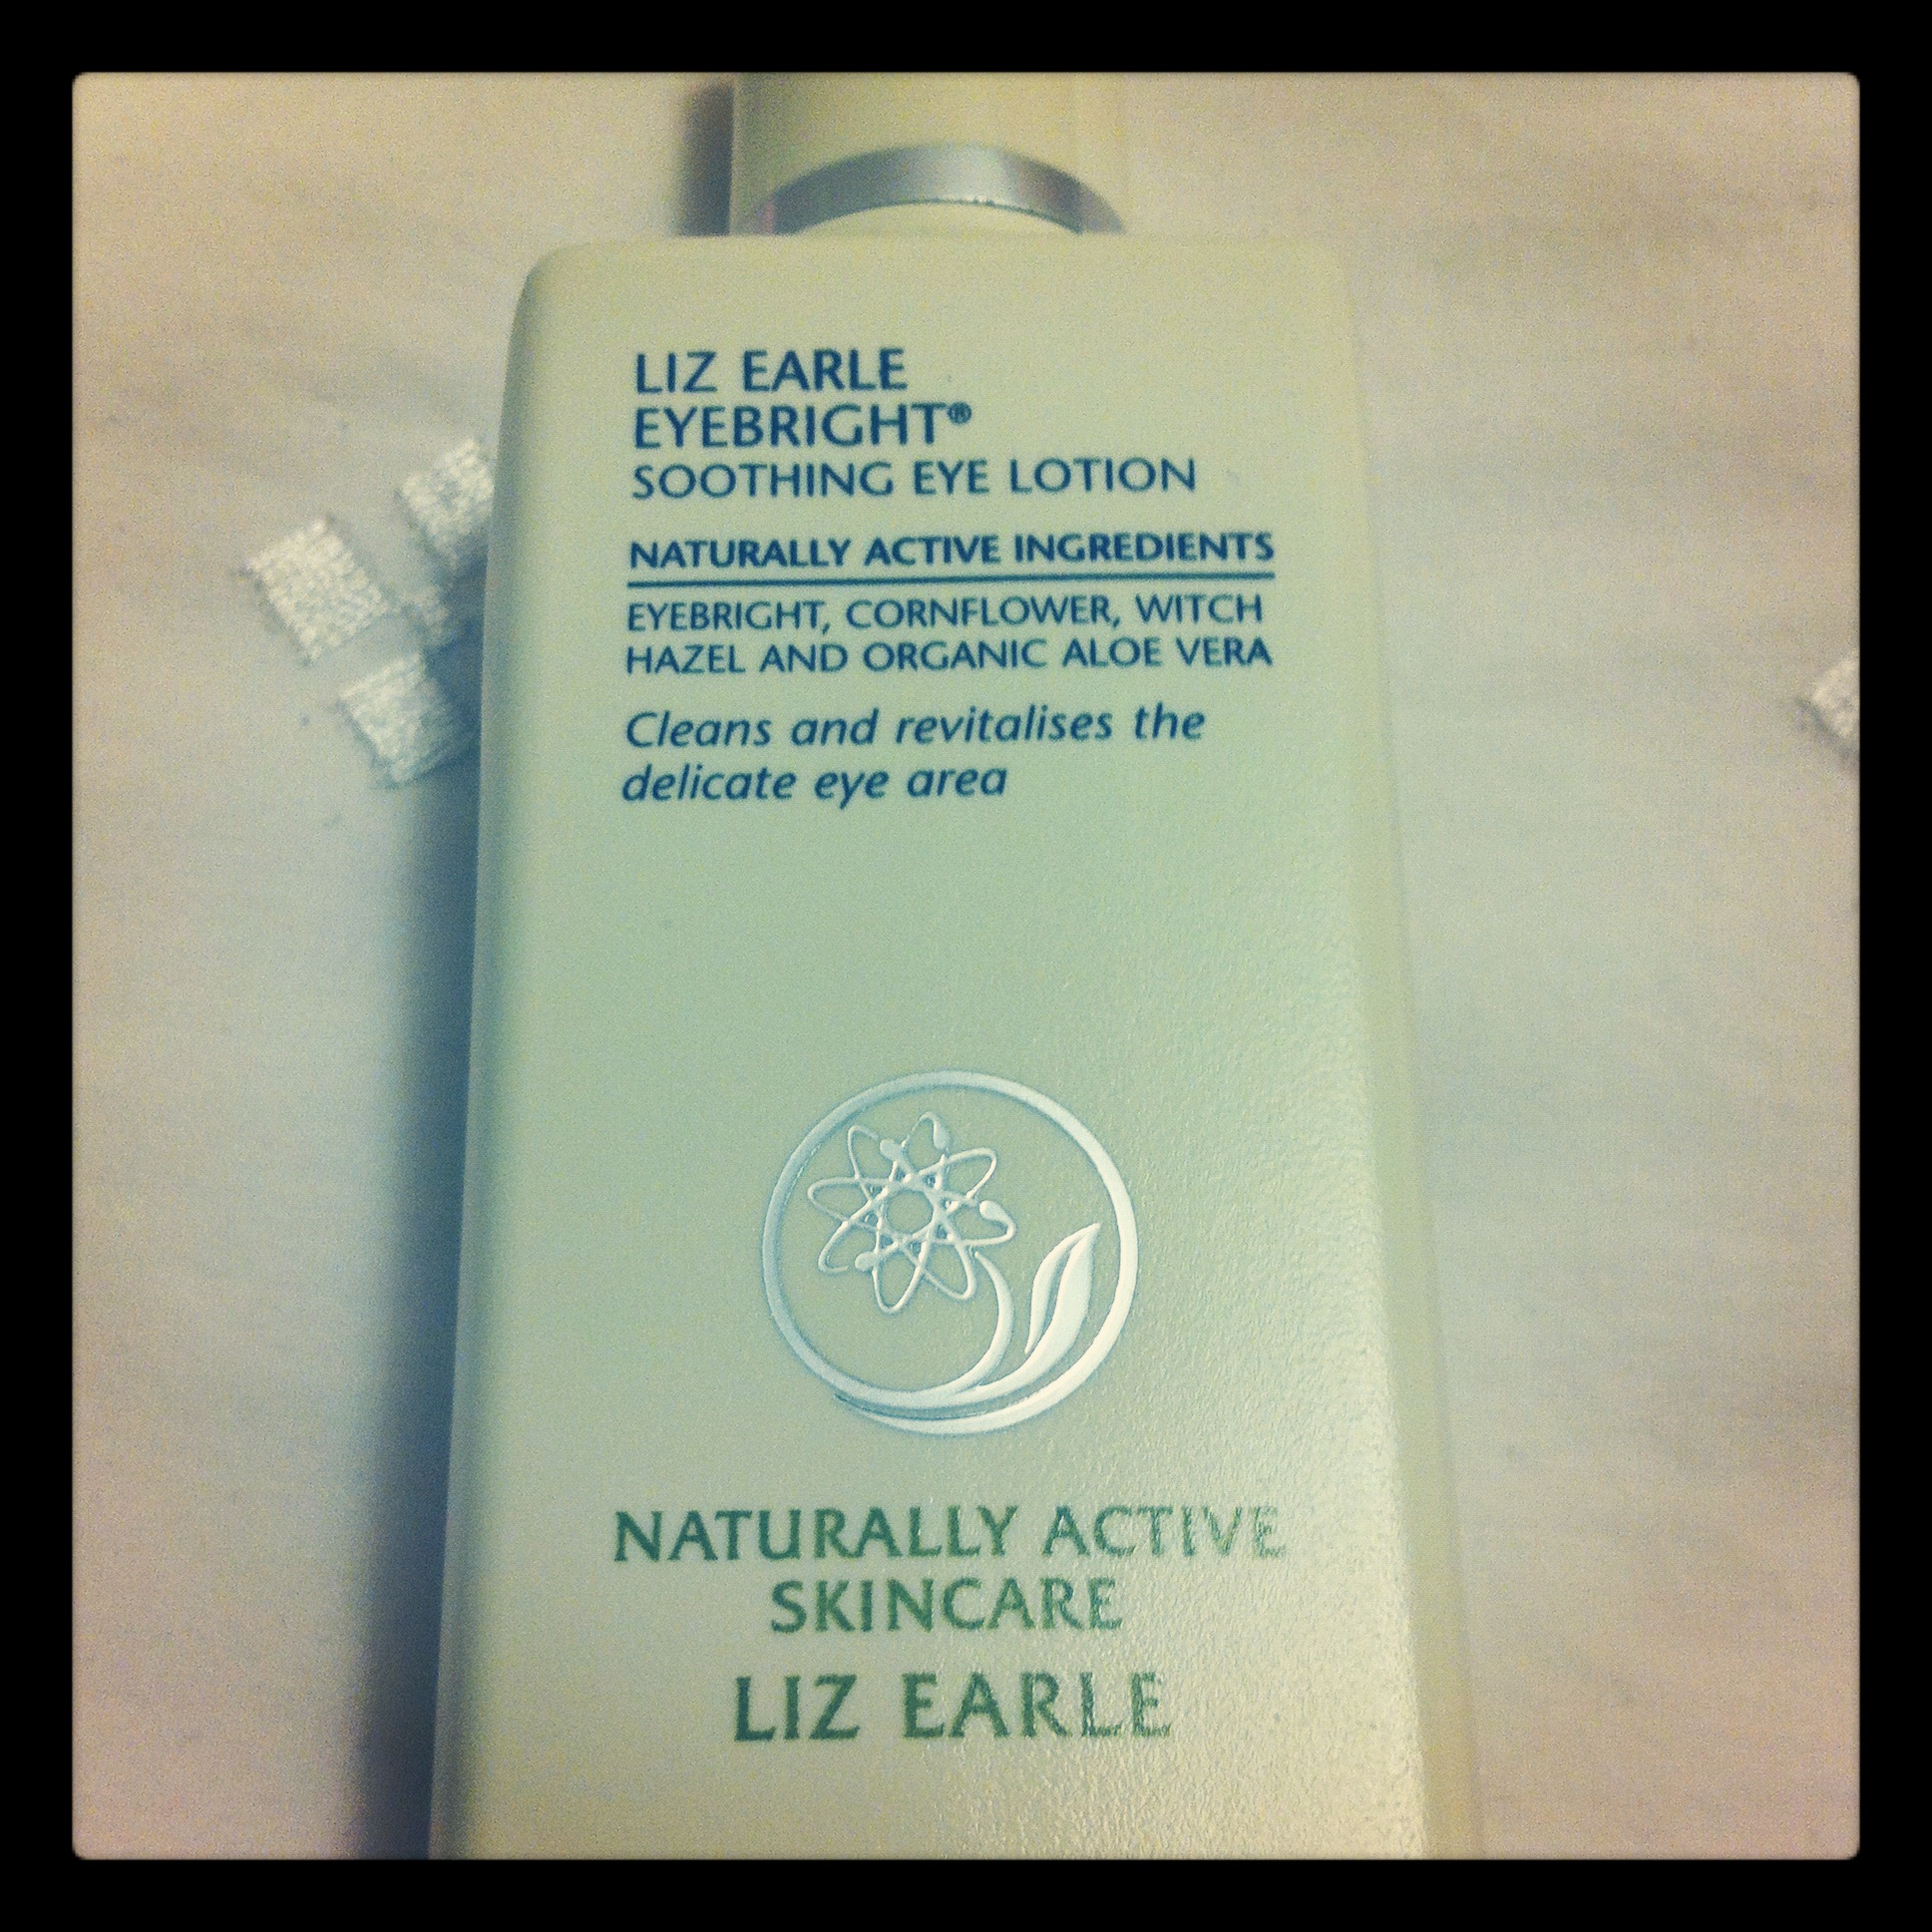 LIZ EARLE
EYEBRIGHT®
SOOTHING EYE LOTION
NATURALLY ACTIVE INGREDIENTS
EYEBRIGHT, CORNFLOWER, WITCH
HAZEL AND ORGANIC ALOE VERA
Cleans and revitalises the
delicate eye area
NATURALLY ACTIVE
SKINCARE
LIZ EARLE